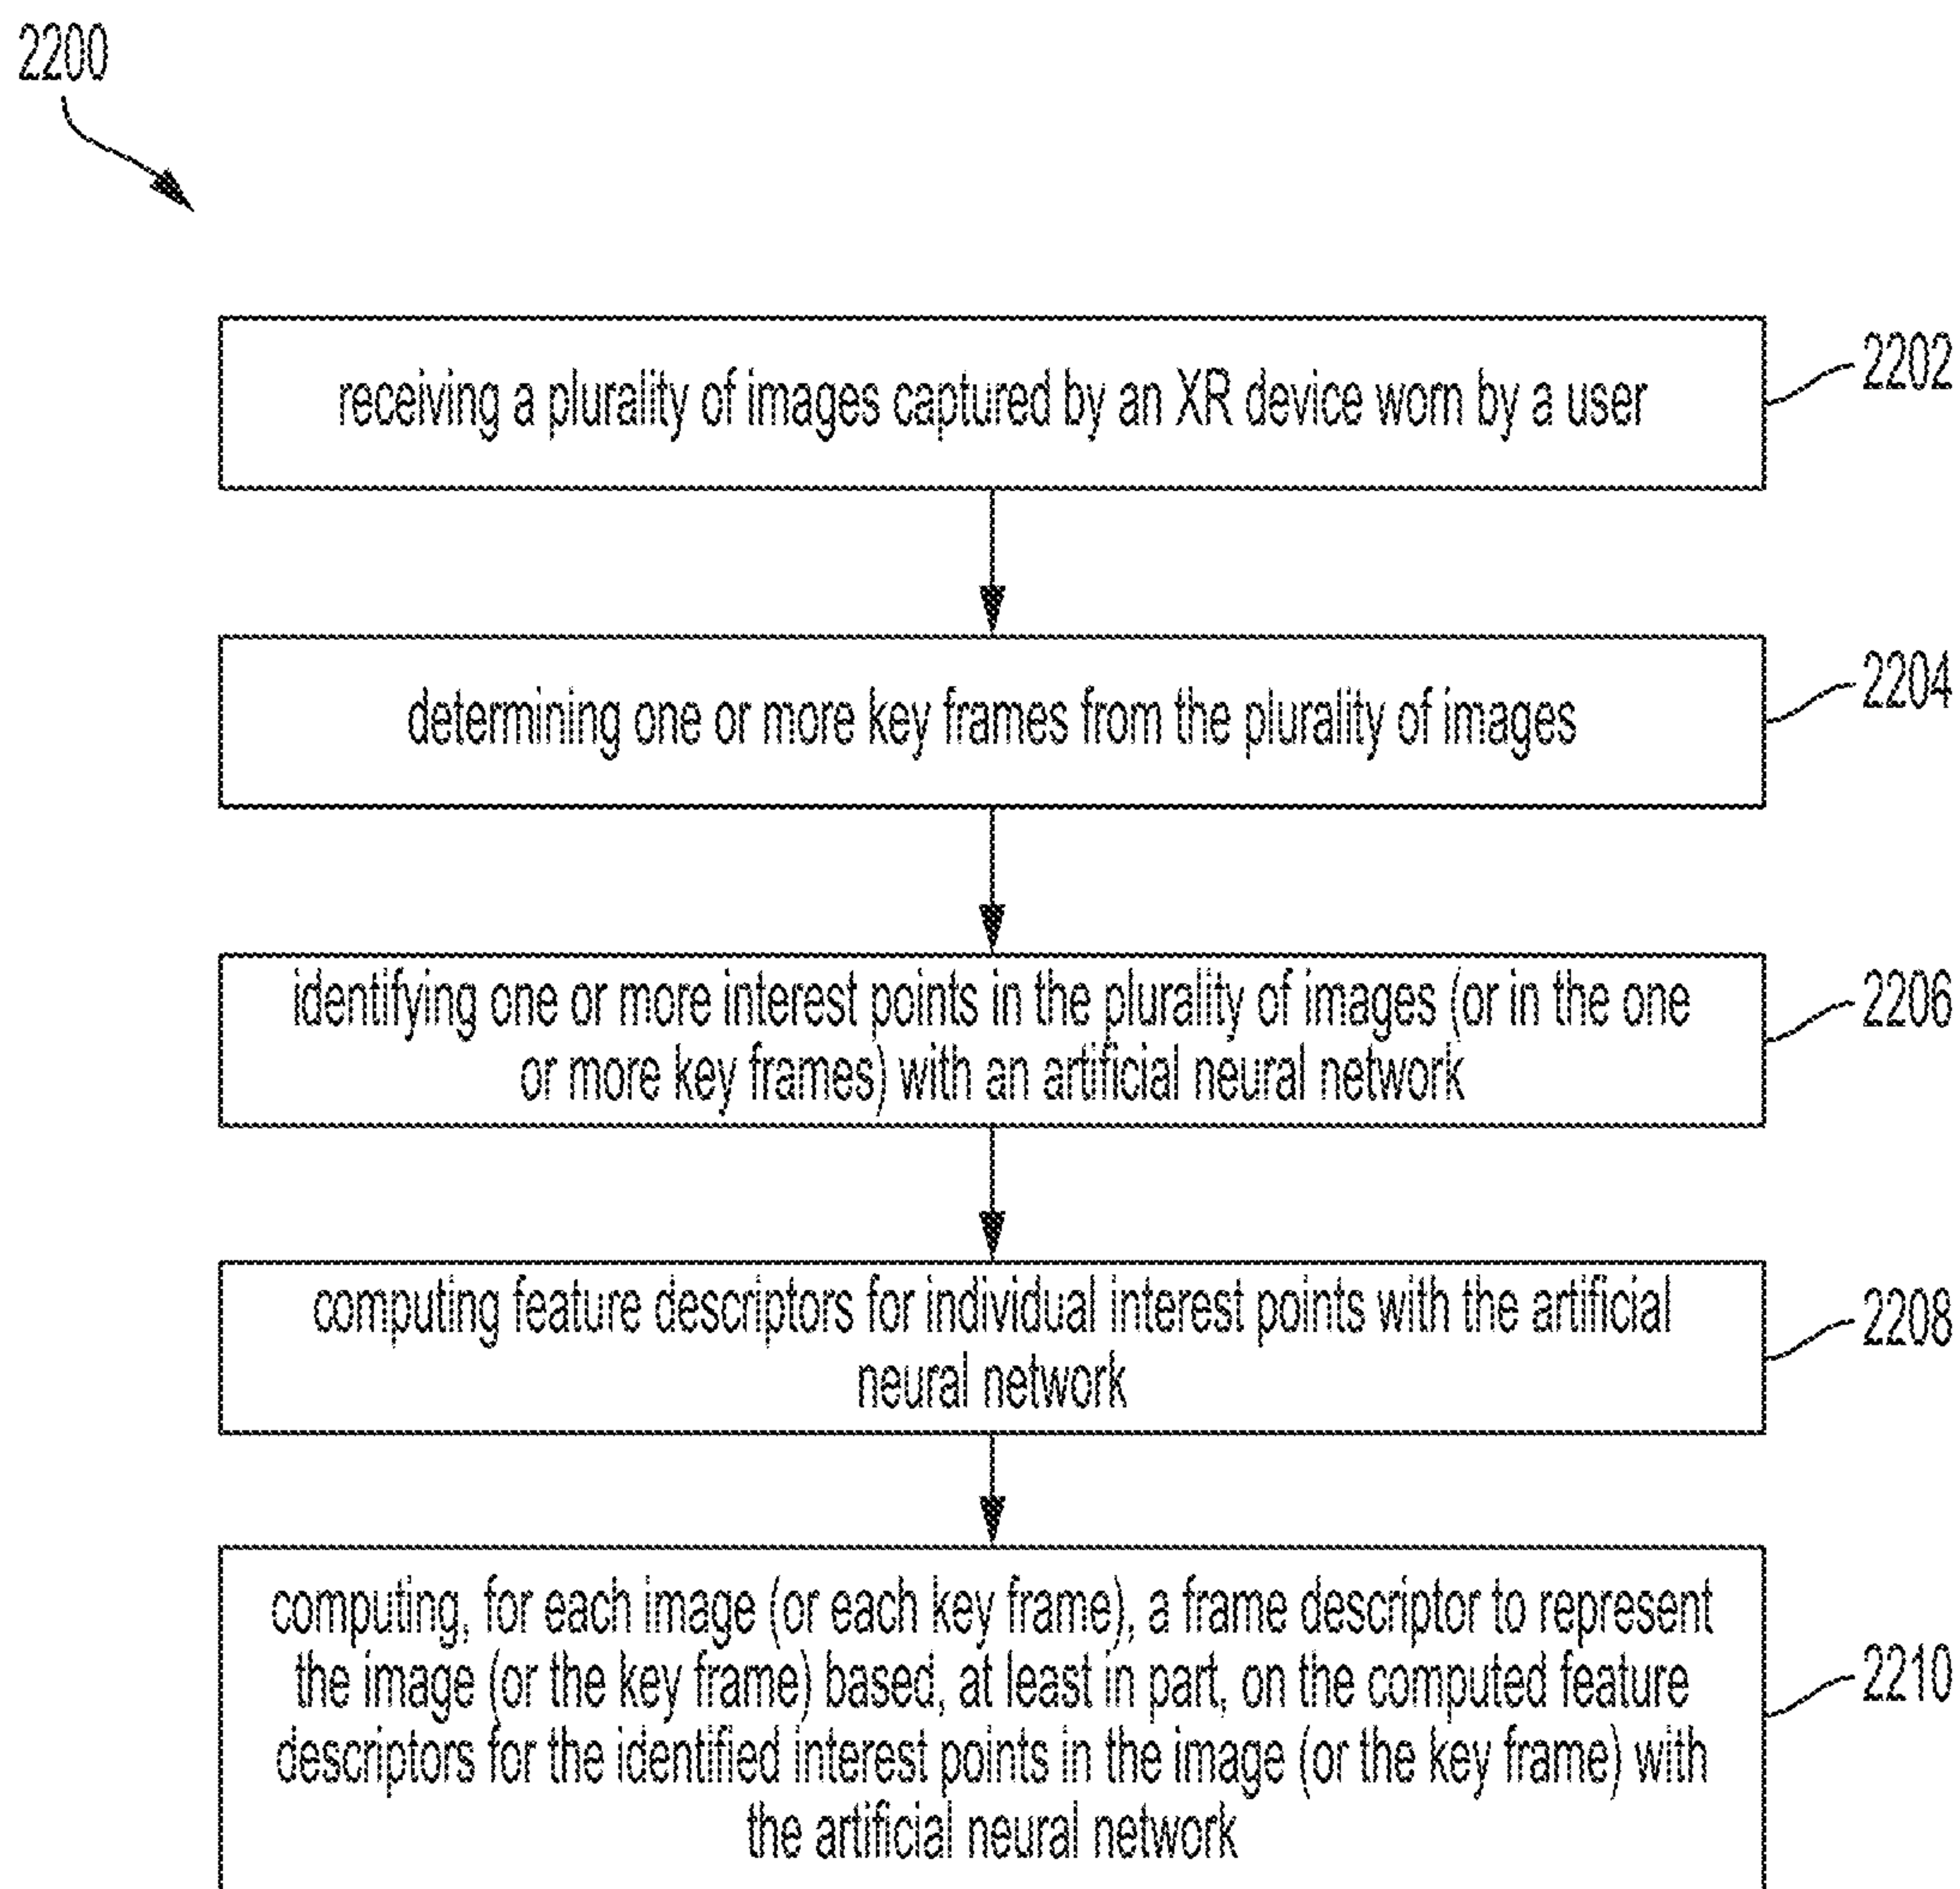 2200
receiving a plurality of images captured by an XR device worn by a user
2202
determining one or more key frames from the plurality of images
2204
identifying one or more interest points in the plurality of images (or in the one
or more key frames) with an artificial neural network
2206
computing feature descriptors for individual interest points with the artificial
neural network
2208
computing, for each image (or each key frame), a frame descriptor to represent
the image (or the key frame) based, at least in part, on the computed feature
descriptors for the identified interest points in the image (or the key frame) with
the artificial neural network
2210